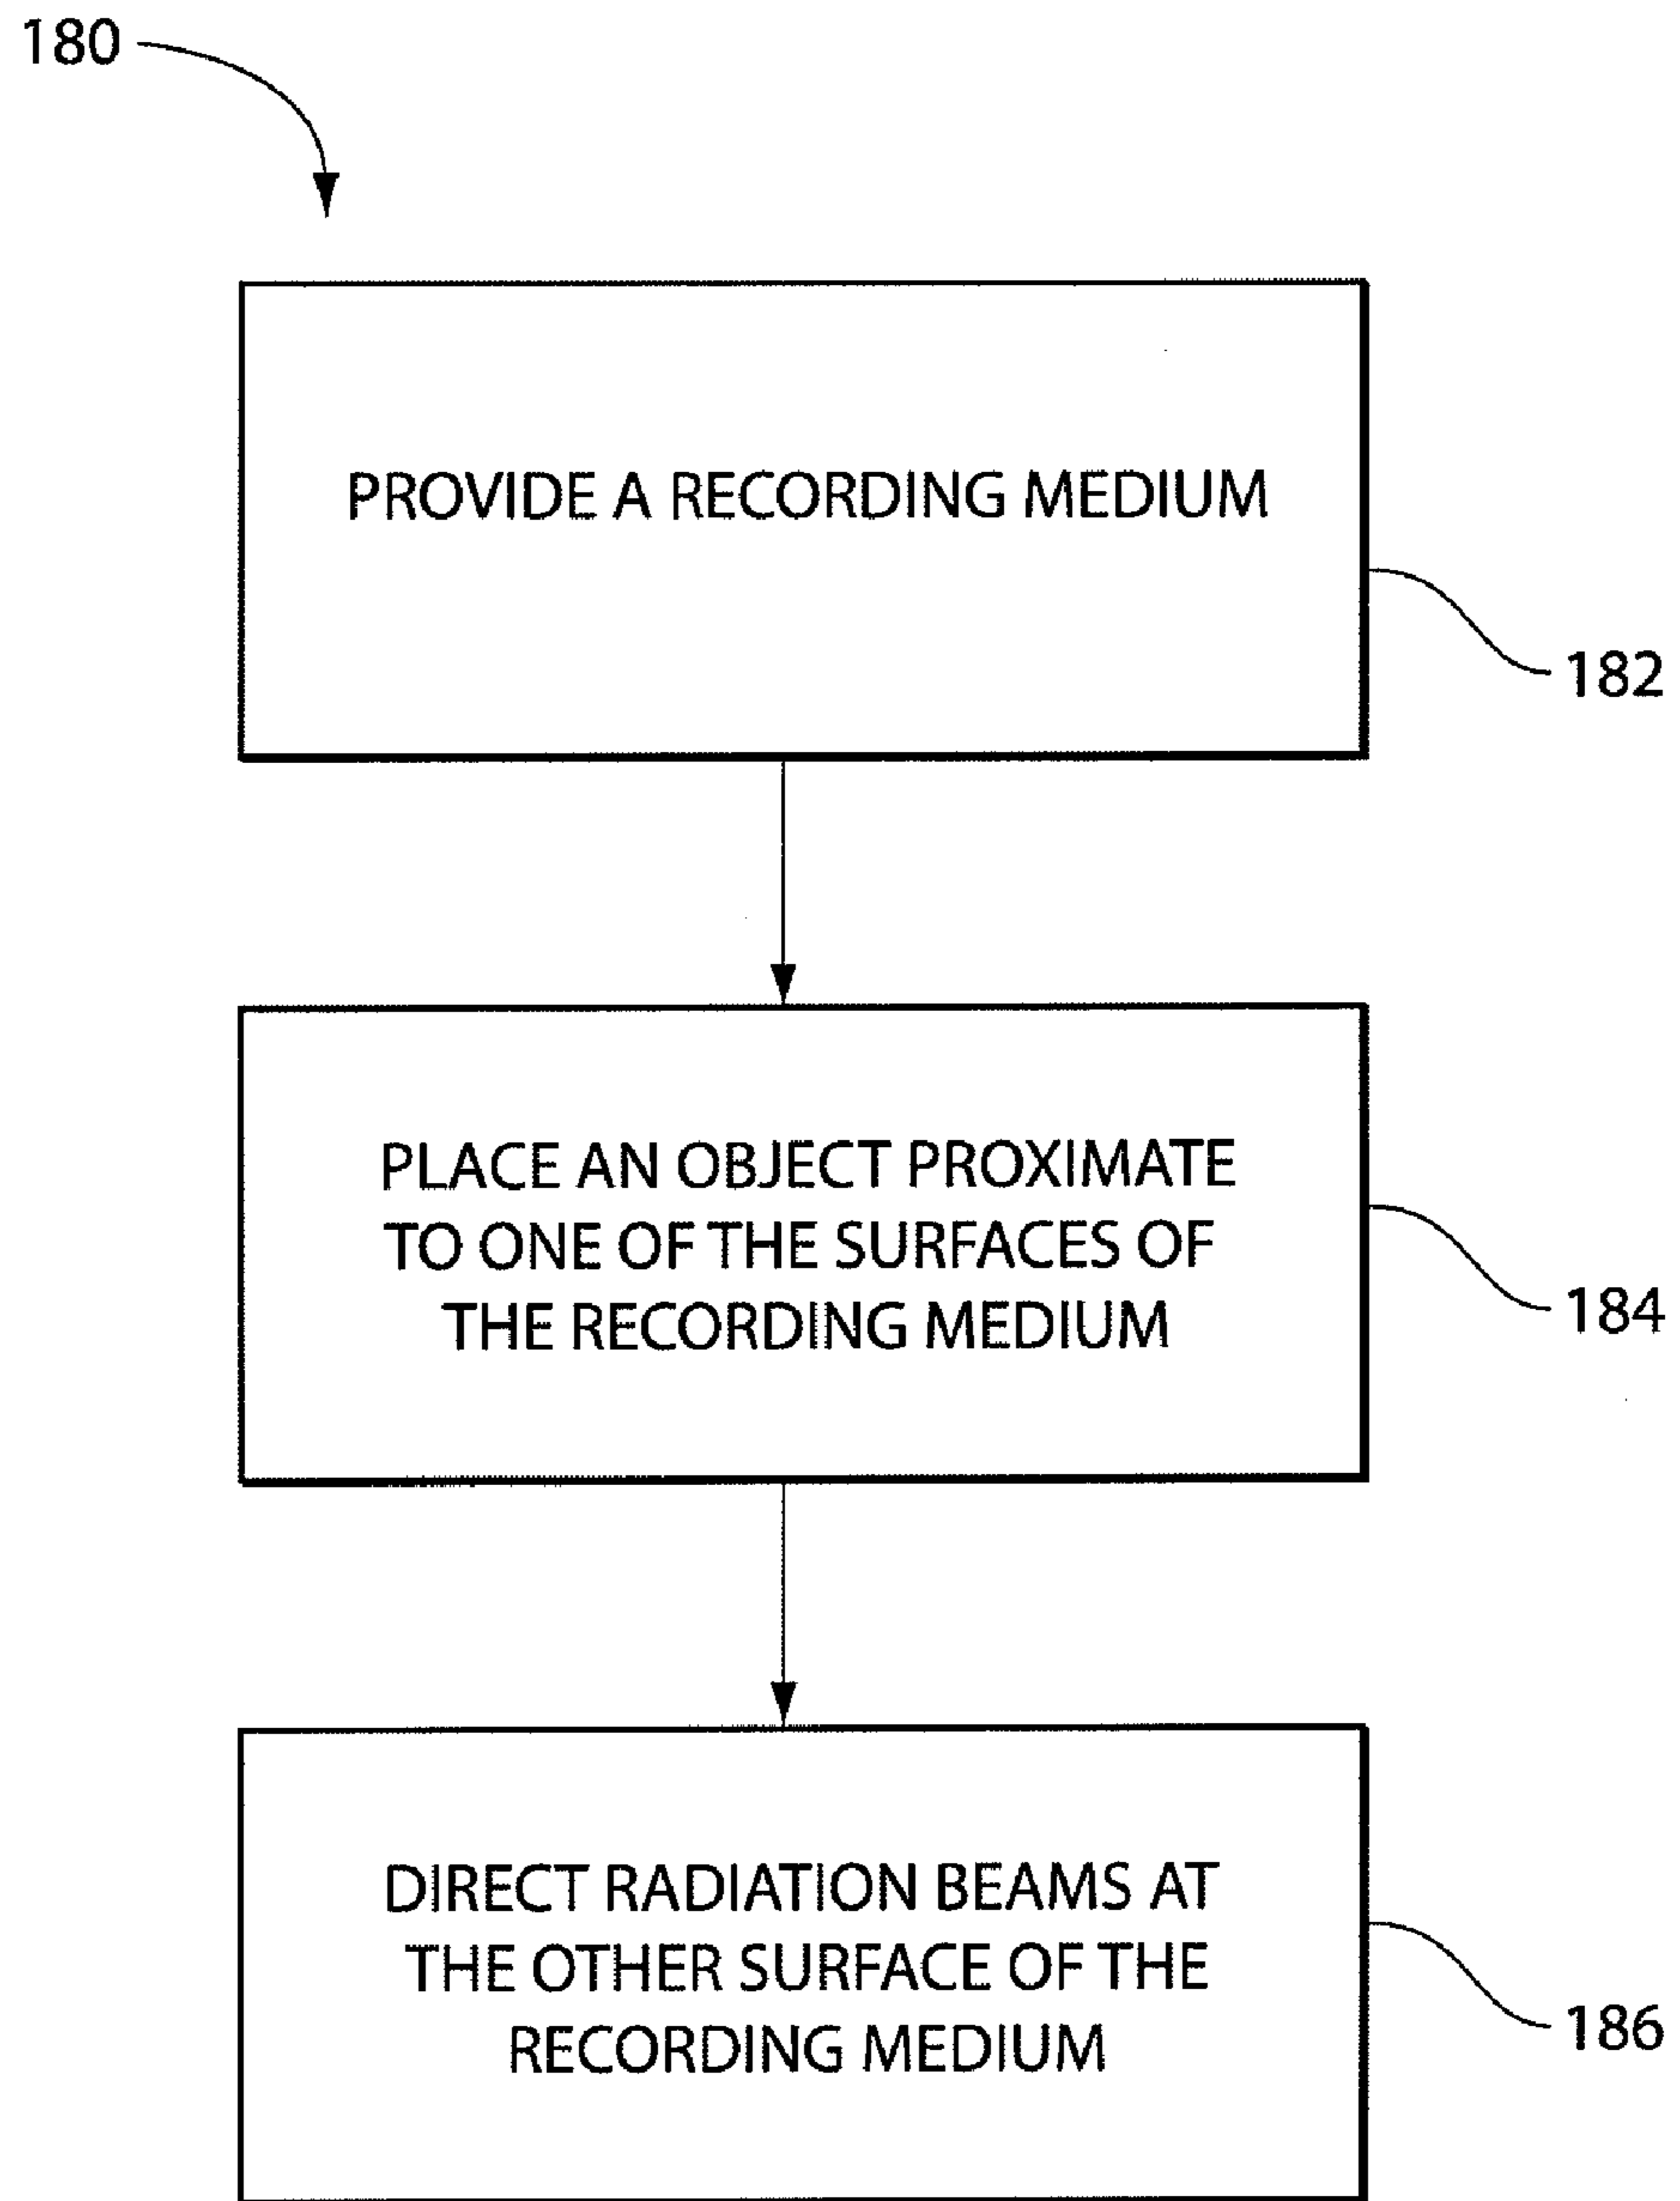 180
PROVIDE A RECORDING MEDIUM
182
PLACE AN OBJECT PROXIMATE
TO ONE OF THE SURFACES OF
THE RECORDING MEDIUM
184
DIRECT RADIATION BEAMS AT
THE OTHER SURFACE OF THE
RECORDING MEDIUM
186